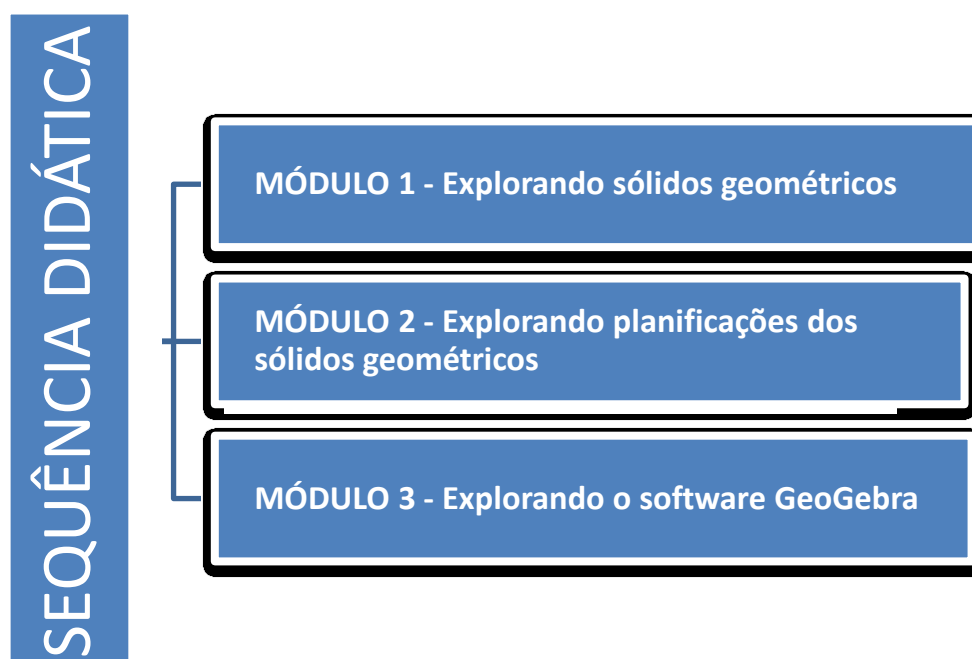 SEQUÊNCIA DIDÁTICA
MÓDULO 1 - Explorando sólidos geométricos
MÓDULO 2 - Explorando planificações dos
sólidos geométricos
MÓDULO 3 - Explorando o software GeoGebra